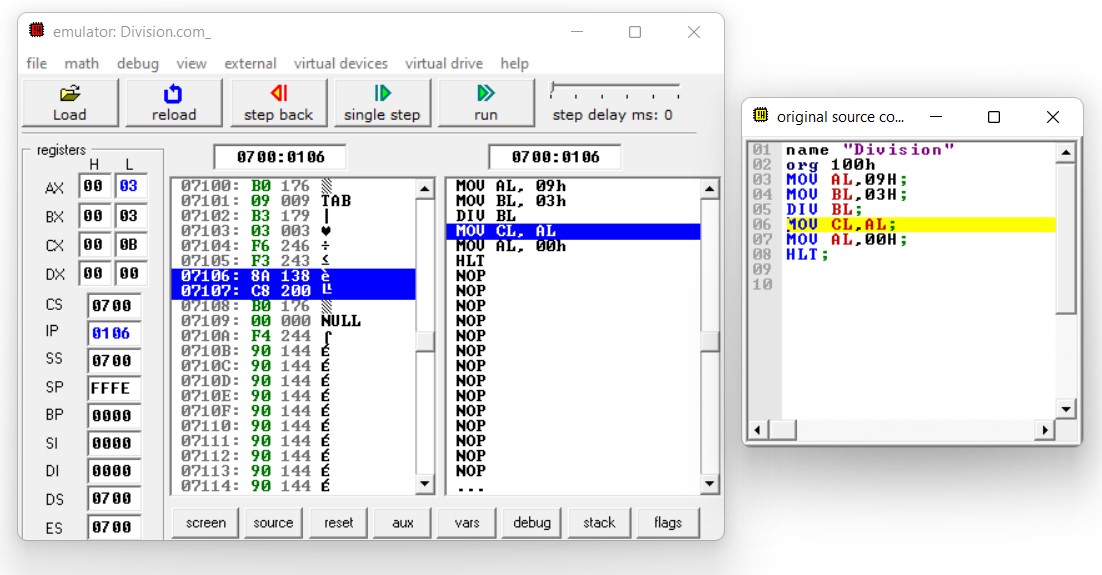 emulator: Division.com_
file math debug view external virtual devices virtual drive help
Load reload step back single step run step delay ms: 0
registers
H L
AX 00 03
BX 00 03
CX 00 0B
DX 00 00
CS 0700
IP 0106
SS 0700
SP FFFE
BP 0000
SI 0000
DI 0000
DS 0700
ES 0700
0700:0106
07100: B0 176 ▒
07101: 09 009 TAB
07102: B3 179 │
07103: 03 003 ♥
07104: F6 246 ÷
07105: F3 243 ≤
07106: 8A 138 è
07107: C8 200 ╚
07108: B0 176 ▒
07109: 00 000 NULL
0710A: F4 244 ⌠
0710B: 90 144 É
0710C: 90 144 É
0710D: 90 144 É
0710E: 90 144 É
0710F: 90 144 É
07110: 90 144 É
07111: 90 144 É
07112: 90 144 É
07113: 90 144 É
07114: 90 144 É
0700:0106
MOV AL, 09h
MOV BL, 03h
DIV BL
MOV CL, AL
MOV AL, 00h
HLT
NOP
NOP
NOP
NOP
NOP
NOP
NOP
NOP
NOP
NOP
NOP
NOP
NOP
NOP
...
screen source reset aux vars debug stack flags
original source co...
01 name "Division"
02 org 100h
03 MOV AL,09H;
04 MOV BL,03H;
05 DIV BL;
06 MOV CL,AL;
07 MOV AL,00H;
08 HLT;
09
10